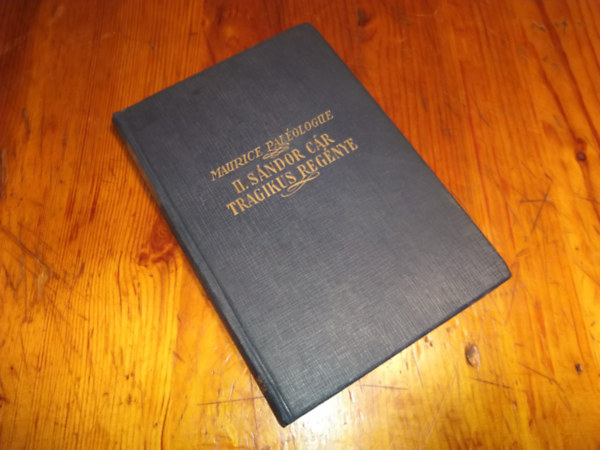 MAURICE PALÉOLOGUE
II. SÁNDOR CÁR
TRAGIKUS REGÉNYE